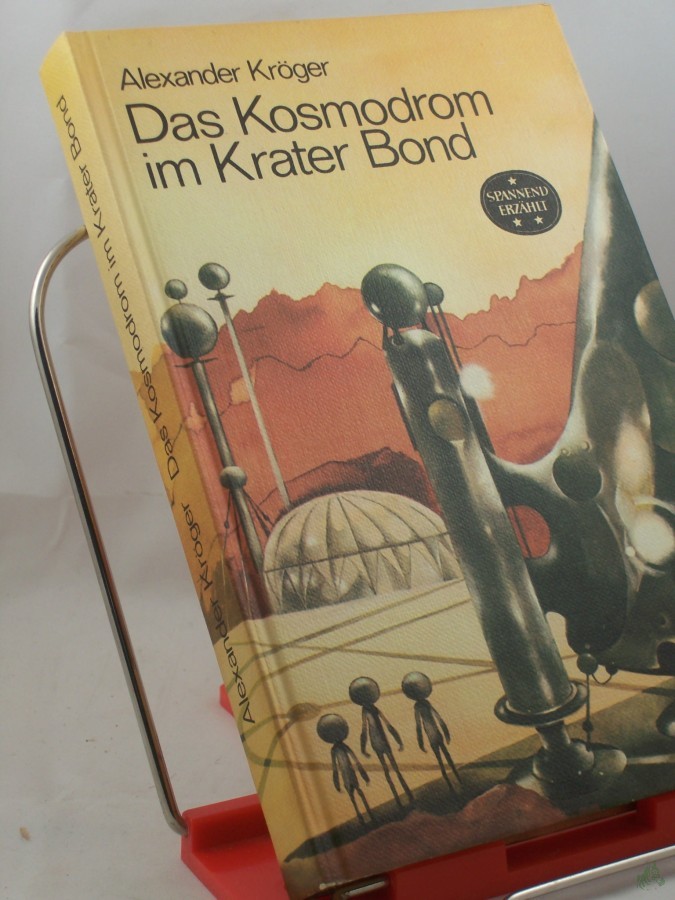 Alexander Kröger
Das Kosmodrom
im Krater Bond
SPANNEND
ERZÄHLT
Alexander Kröger Das Kosmodrom im Krater Bond